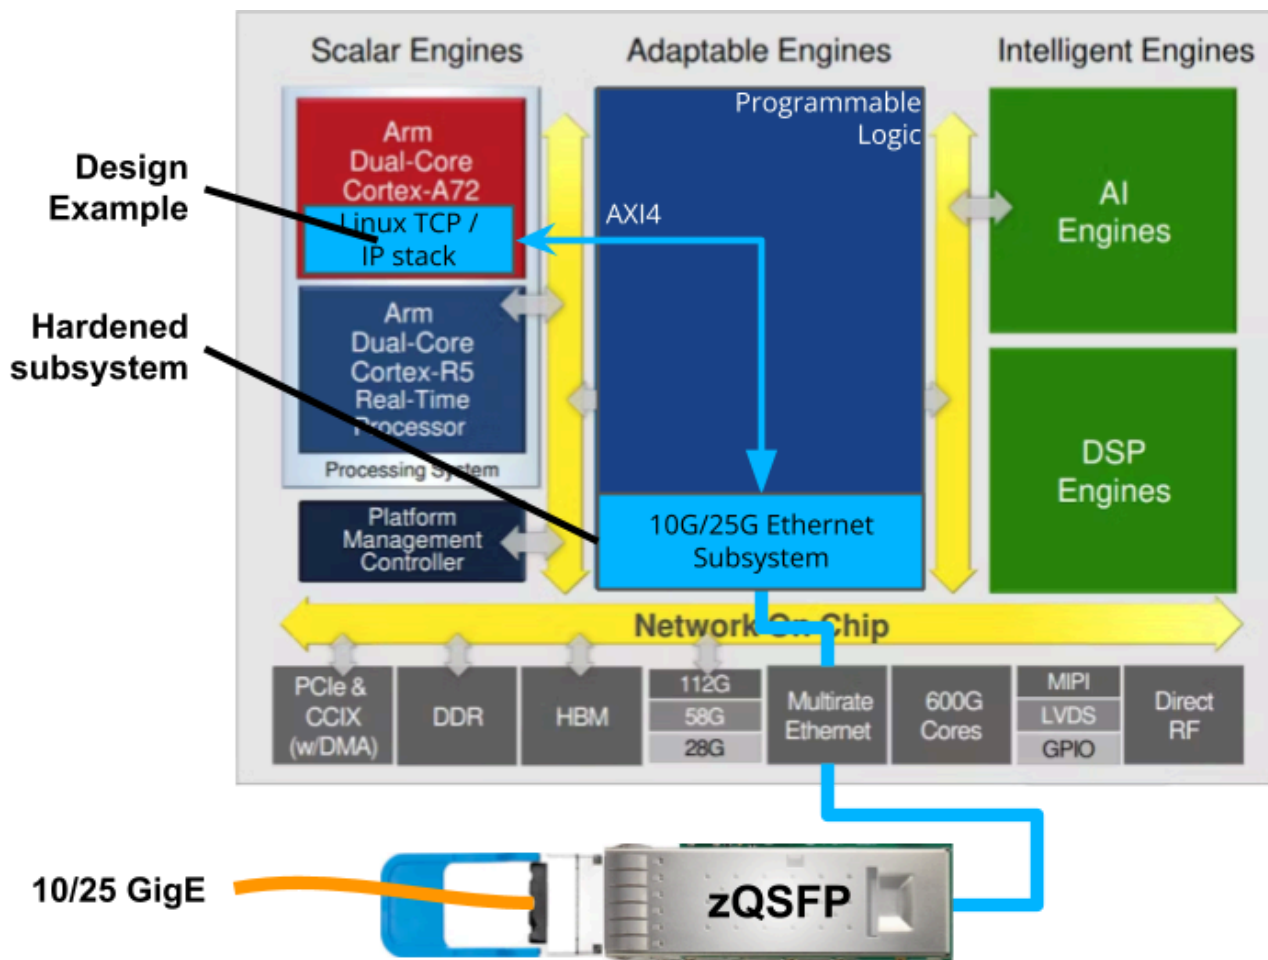 Scalar Engines
Adaptable Engines
Intelligent Engines
Design
Example
Arm
Dual-Core
Cortex-A72
Linux TCP /
IP stack
AXI4
Programmable
Logic
AI
Engines
Hardened
subsystem
Arm
Dual-Core
Cortex-R5
Real-Time
Processor
Processing System
Platform
Management
Controller
10G/25G Ethernet
Subsystem
DSP
Engines
Network On Chip
PCIe &
CCIX
(w/DMA)
DDR
HBM
112G
58G
28G
Multirate
Ethernet
600G
Cores
MIPI
LVDS
GPIO
Direct
RF
10/25 GigE
zQSFP